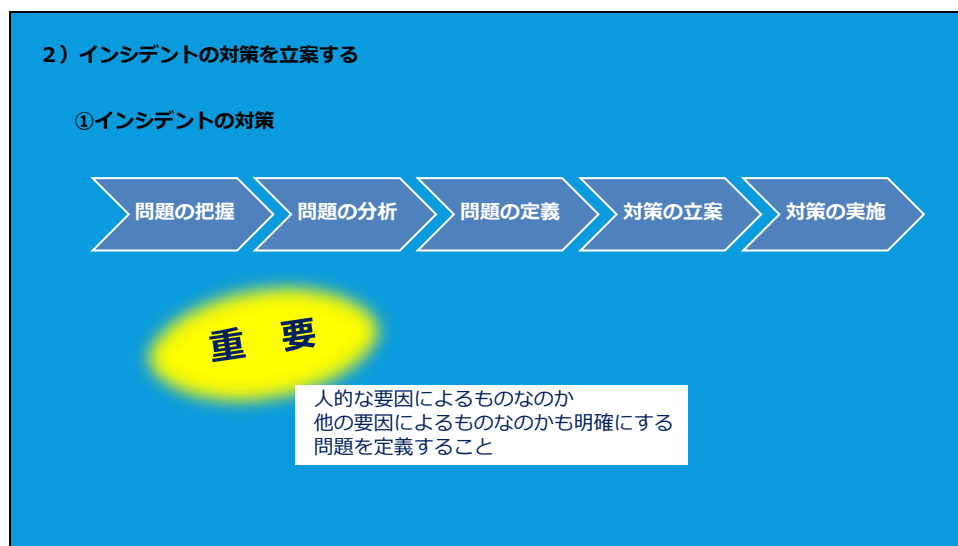 ２）インシデントの対策を立案する
①インシデントの対策
問題の把握
問題の分析
問題の定義
対策の立案
対策の実施
重　要
人的な要因によるものなのか
他の要因によるものなのかも明確にする
問題を定義すること